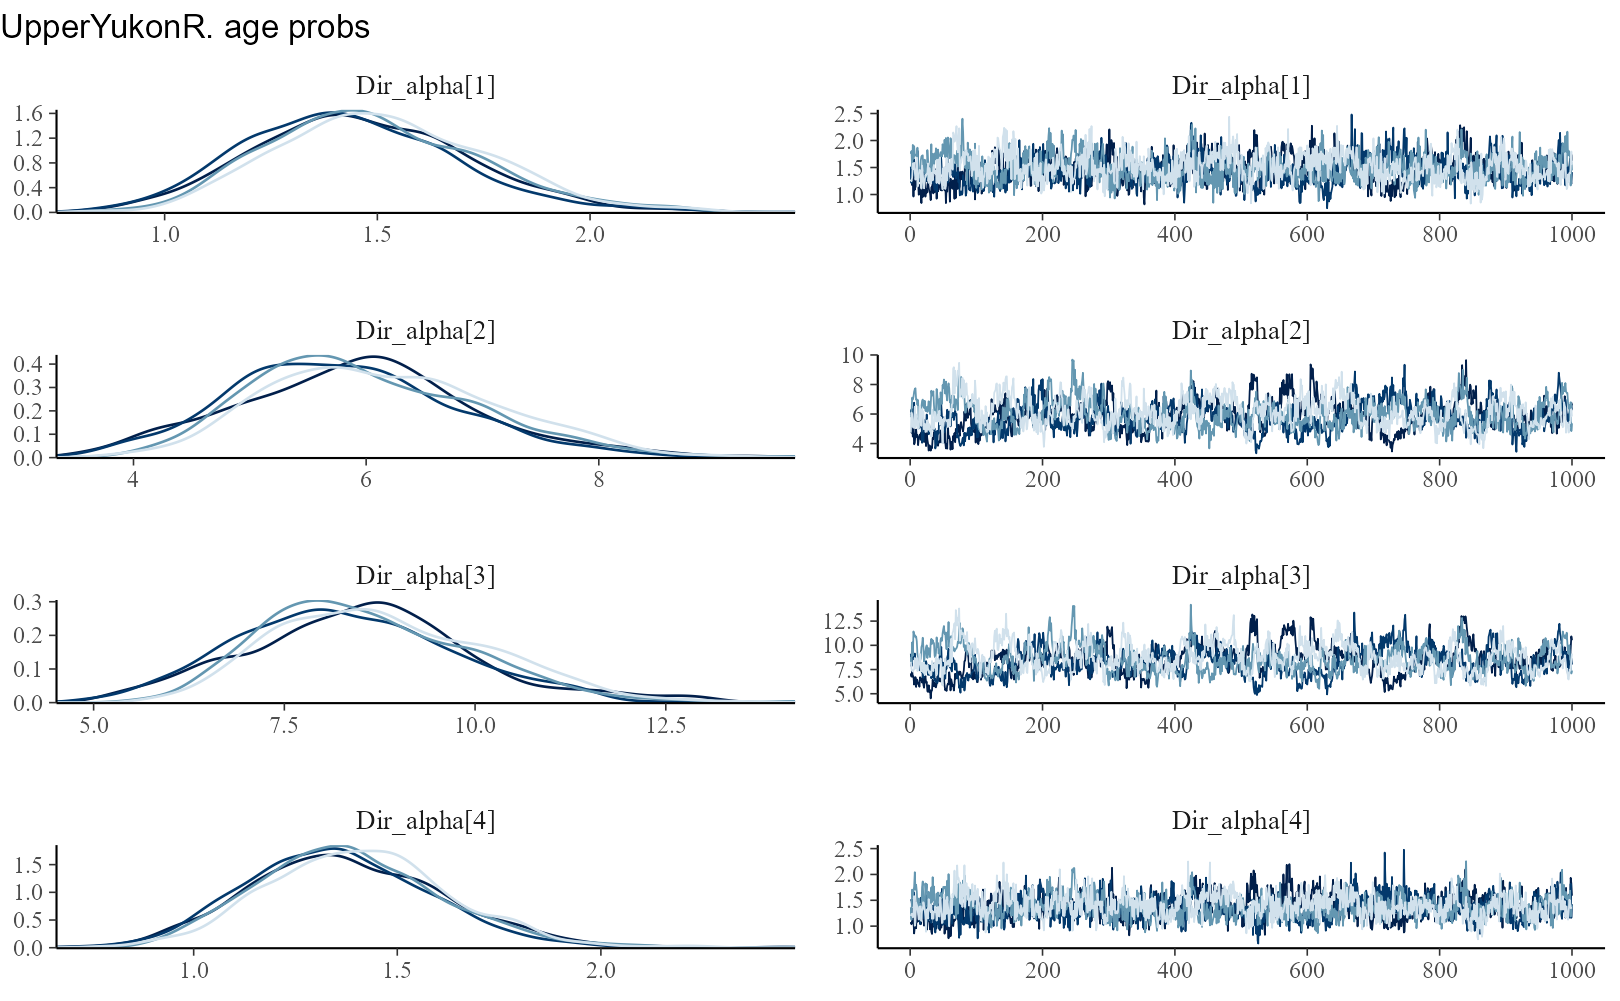 UpperYukonR. age probs
Dir_alpha[1] Dir_alpha[1]
1.6
1.2
0.8
0.4
0.0
1.0 1.5 2.0
2.5
2.0
1.5
1.0
0 200 400 600 800 1000
Dir_alpha[2] Dir_alpha[2]
0.4
0.3
0.2
0.1
0.0
4 6 8
10
8
6
4
0 200 400 600 800 1000
Dir_alpha[3] Dir_alpha[3]
0.3
0.2
0.1
0.0
5.0 7.5 10.0 12.5
12.5
10.0
7.5
5.0
0 200 400 600 800 1000
Dir_alpha[4] Dir_alpha[4]
1.5
1.0
0.5
0.0
1.0 1.5 2.0
2.5
2.0
1.5
1.0
0 200 400 600 800 1000